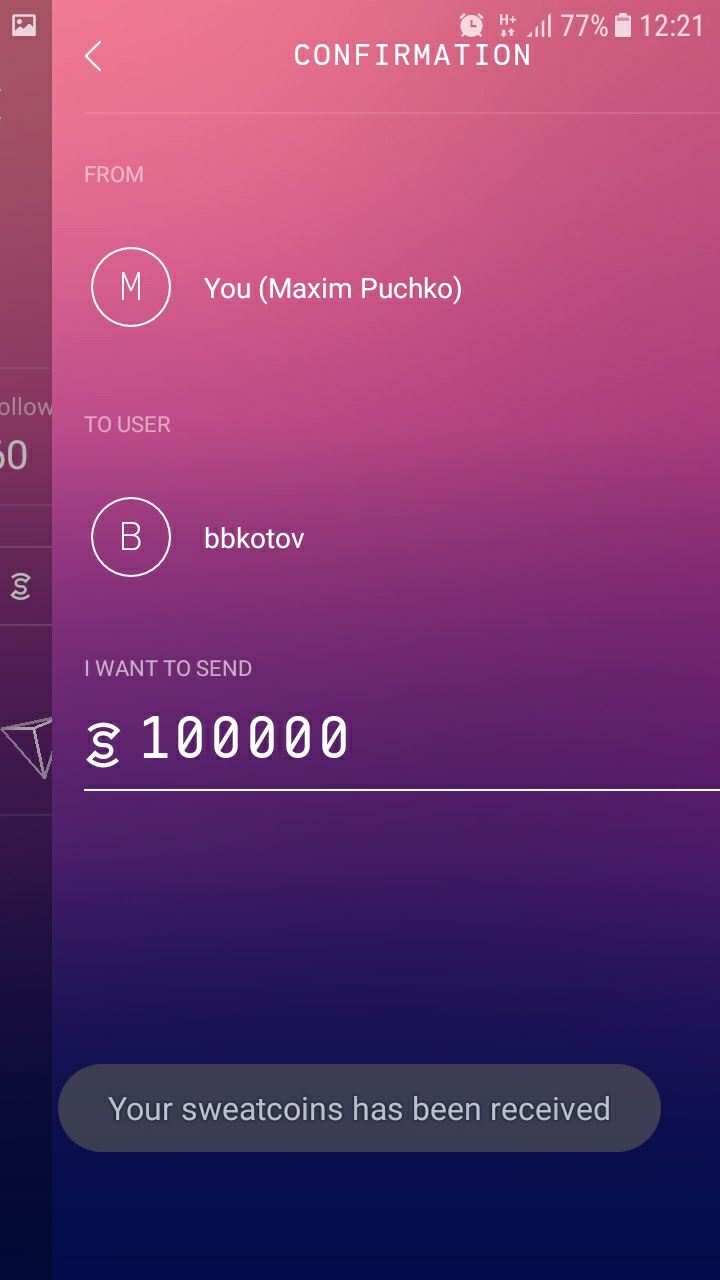 H+ 77% 12:21
CONFIRMATION
FROM
M You (Maxim Puchko)
ollow
60
TO USER
B bbkotov
I WANT TO SEND
100000
Your sweatcoins has been received